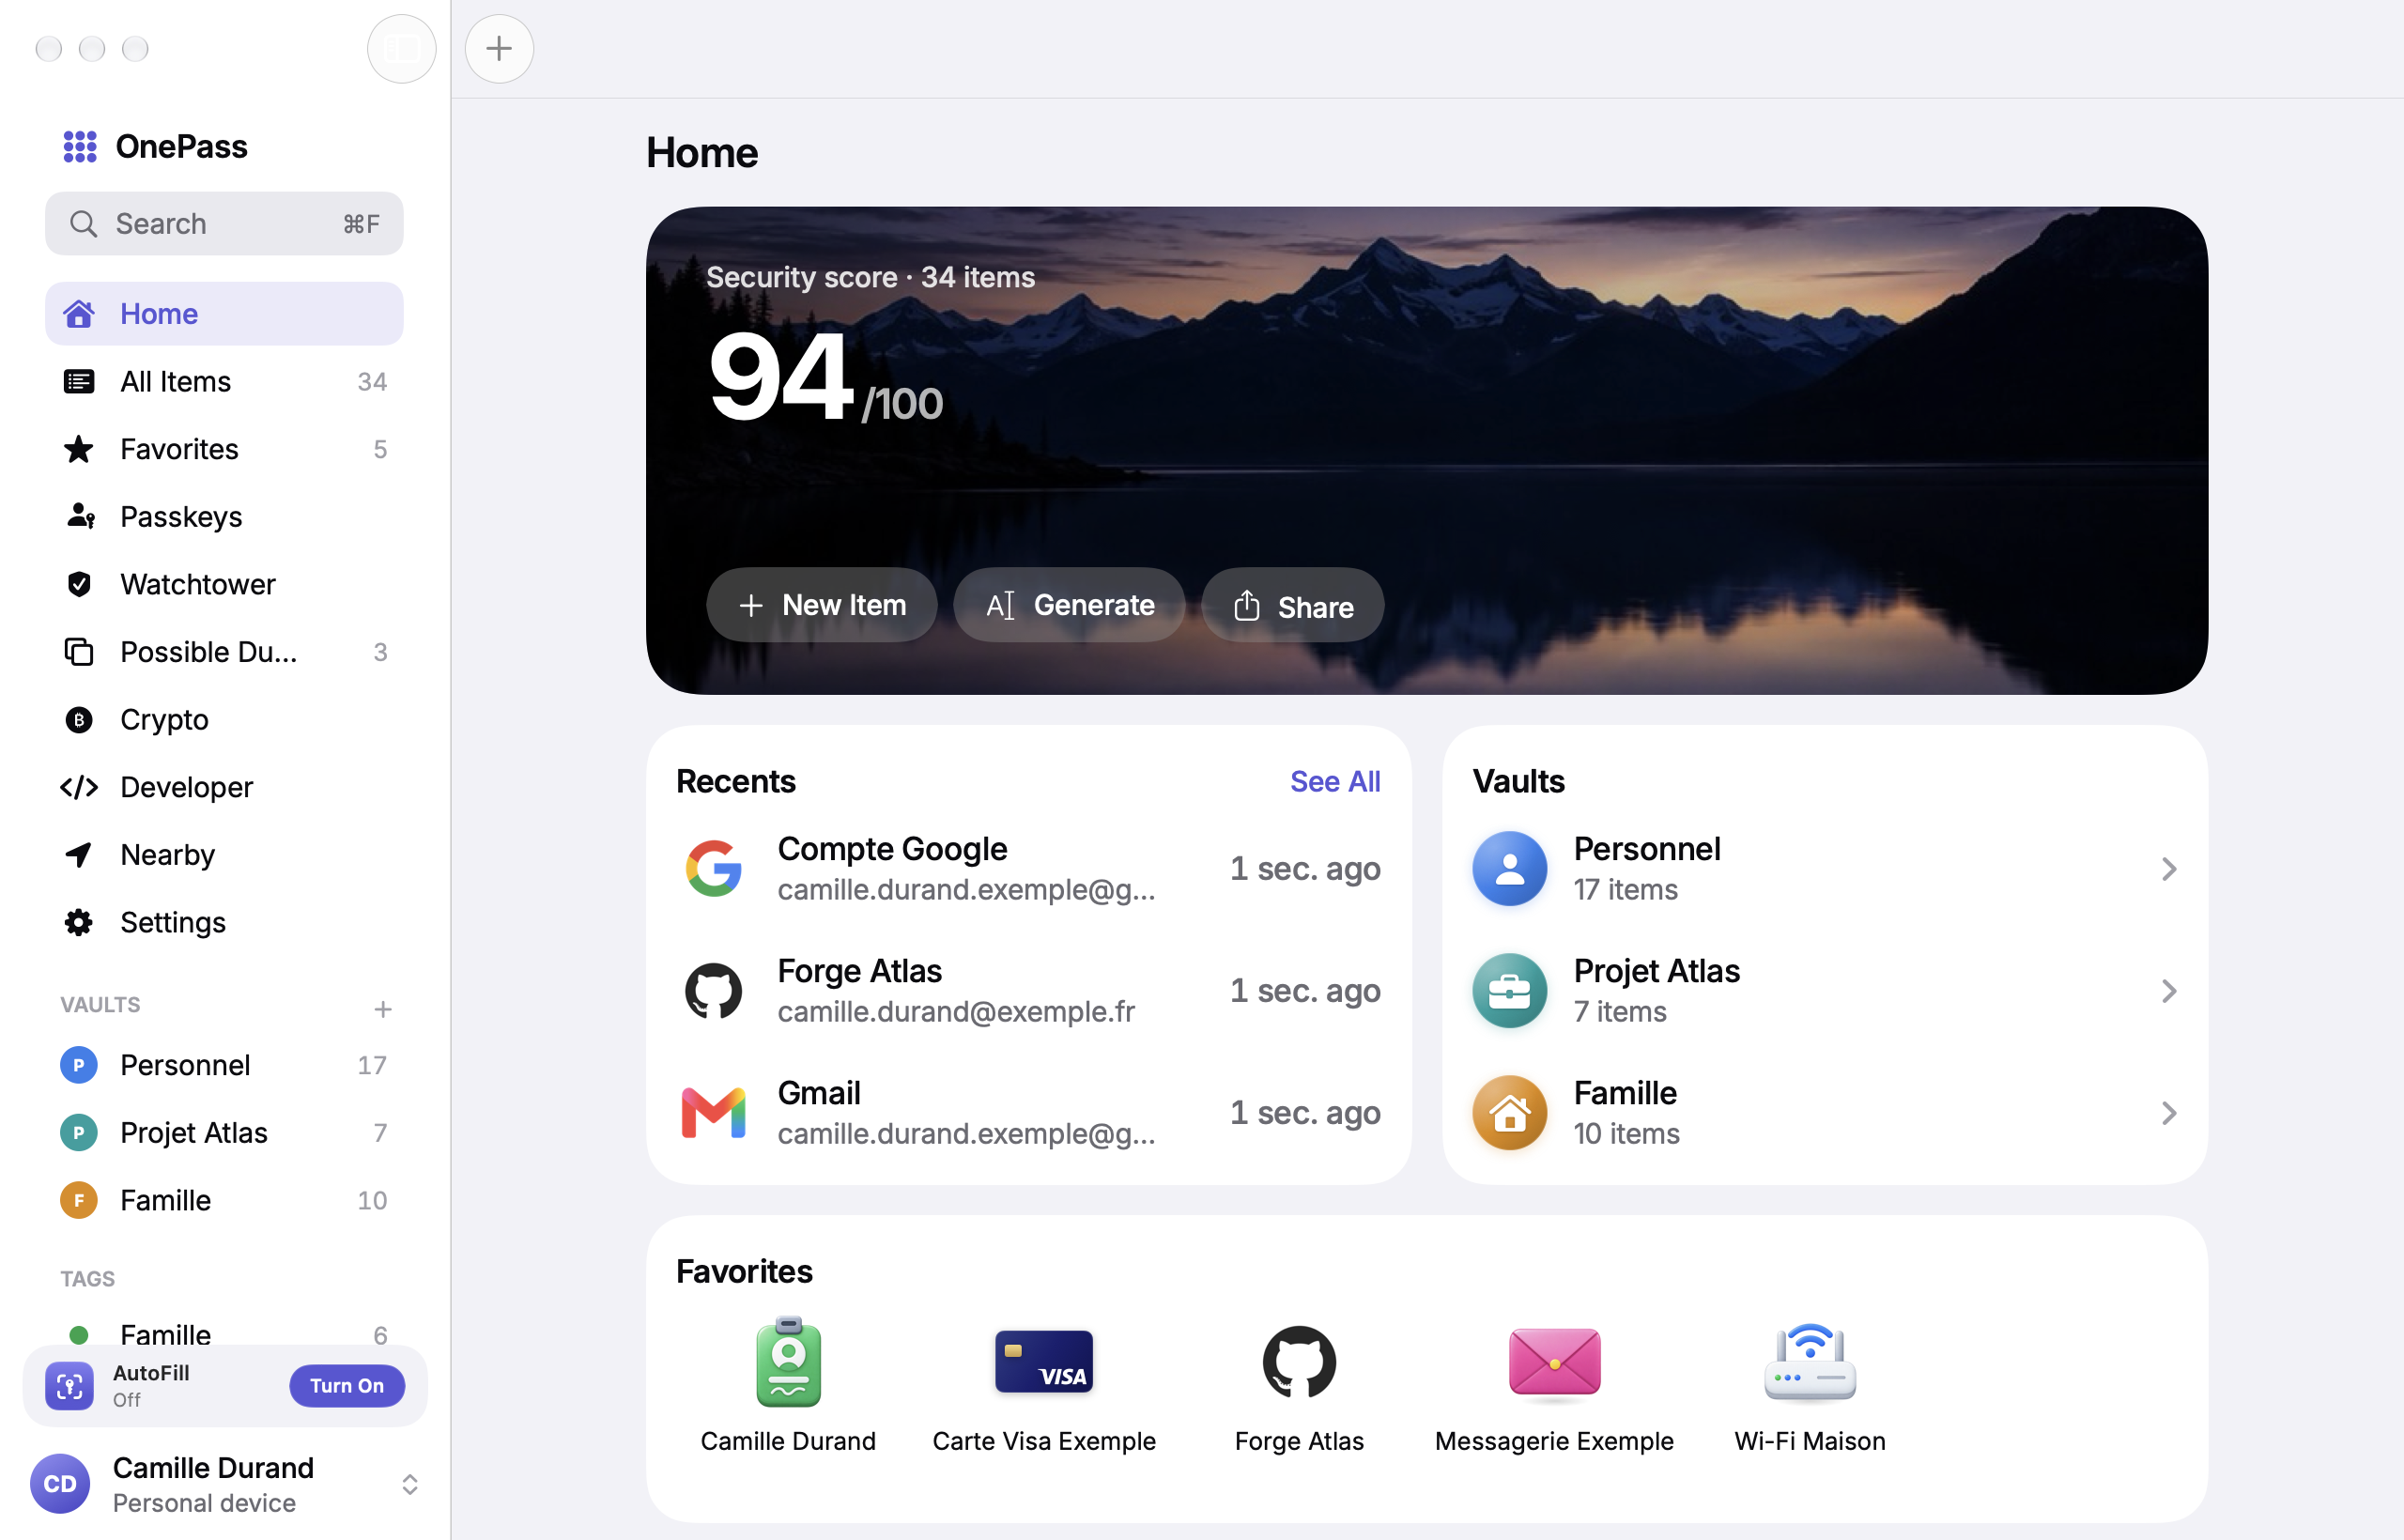 OnePass
Search ⌘F
Home
All Items 34
Favorites 5
Passkeys
Watchtower
Possible Du... 3
Crypto
Developer
Nearby
Settings
VAULTS
P Personnel 17
P Projet Atlas 7
F Famille 10
TAGS
Famille 6
AutoFill
Off
Turn On
CD
Camille Durand
Personal device
Home
Security score · 34 items
94 /100
New Item
Generate
Share
Recents
See All
Compte Google
camille.durand.exemple@g...
1 sec. ago
Forge Atlas
camille.durand@exemple.fr
1 sec. ago
Gmail
camille.durand.exemple@g...
1 sec. ago
Vaults
Personnel
17 items
Projet Atlas
7 items
Famille
10 items
Favorites
VISA
Camille Durand
Carte Visa Exemple
Forge Atlas
Messagerie Exemple
Wi-Fi Maison